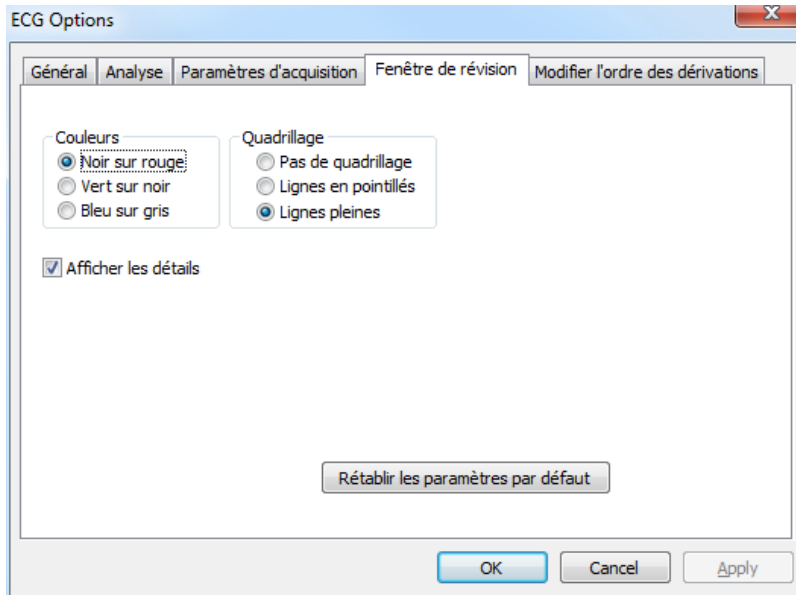 ECG Options
Général Analyse Paramètres d'acquisition Fenêtre de révision Modifier l'ordre des dérivations
Couleurs
Noir sur rouge
Vert sur noir
Bleu sur gris
Quadrillage
Pas de quadrillage
Lignes en pointillés
Lignes pleines
Afficher les détails
Rétablir les paramètres par défaut
OK Cancel Apply